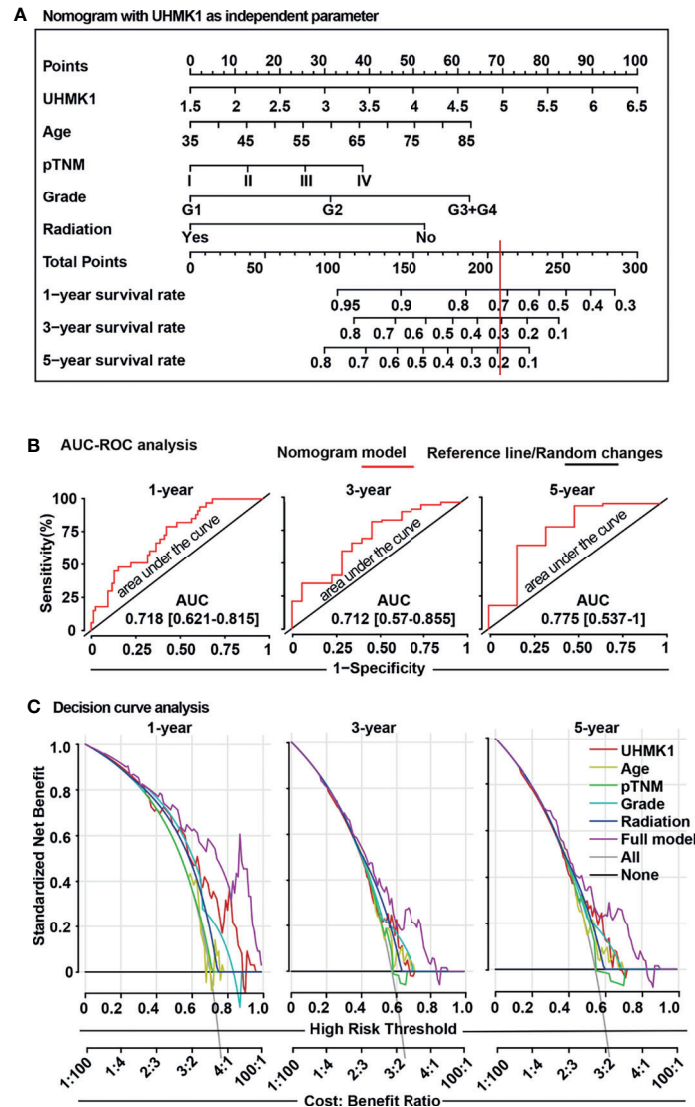 A Nomogram with UHMK1 as independent parameter
Points
0 10 20 30 40 50 60 70 80 90 100
UHMK1
1.5 2 2.5 3 3.5 4 4.5 5 5.5 6 6.5
Age
35 45 55 65 75 85
pTNM
I II III IV
Grade
G1 G2 G3+G4
Radiation
Yes No
Total Points
0 50 100 150 200 250 300
1-year survival rate
0.95 0.9 0.8 0.7 0.6 0.5 0.4 0.3
3-year survival rate
0.8 0.7 0.6 0.5 0.4 0.3 0.2 0.1
5-year survival rate
0.8 0.7 0.6 0.5 0.4 0.3 0.2 0.1
B AUC-ROC analysis
Nomogram model Reference line/Random changes
1-year 3-year 5-year
Sensitivity(%)
100
75
50
25
0
area under the curve area under the curve area under the curve
AUC AUC AUC
0.718 [0.621-0.815] 0.712 [0.57-0.855] 0.775 [0.537-1]
0.25 0.50 0.75 1 0.25 0.50 0.75 1 0.25 0.50 0.75 1
1-Specificity
C Decision curve analysis
1-year 3-year 5-year
Standardized Net Benefit
1.0
0.8
0.6
0.4
0.2
0
UHMK1
Age
pTNM
Grade
Radiation
Full model
All
None
0 0.2 0.4 0.6 0.8 1.0 0 0.2 0.4 0.6 0.8 1.0 0 0.2 0.4 0.6 0.8 1.0
High Risk Threshold
1:100 1:4 2:3 3:2 4:1 100:1 1:100 1:4 2:3 3:2 4:1 100:1 1:100 1:4 2:3 3:2 4:1 100:1
Cost: Benefit Ratio